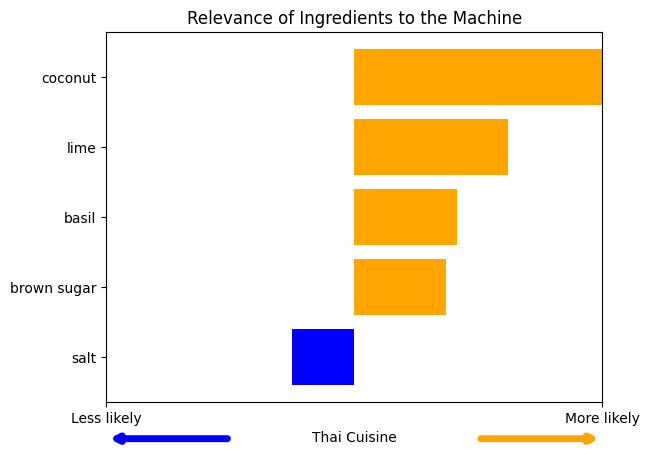 Relevance of Ingredients to the Machine
coconut
lime
basil
brown sugar
salt
Less likely
More likely
Thai Cuisine